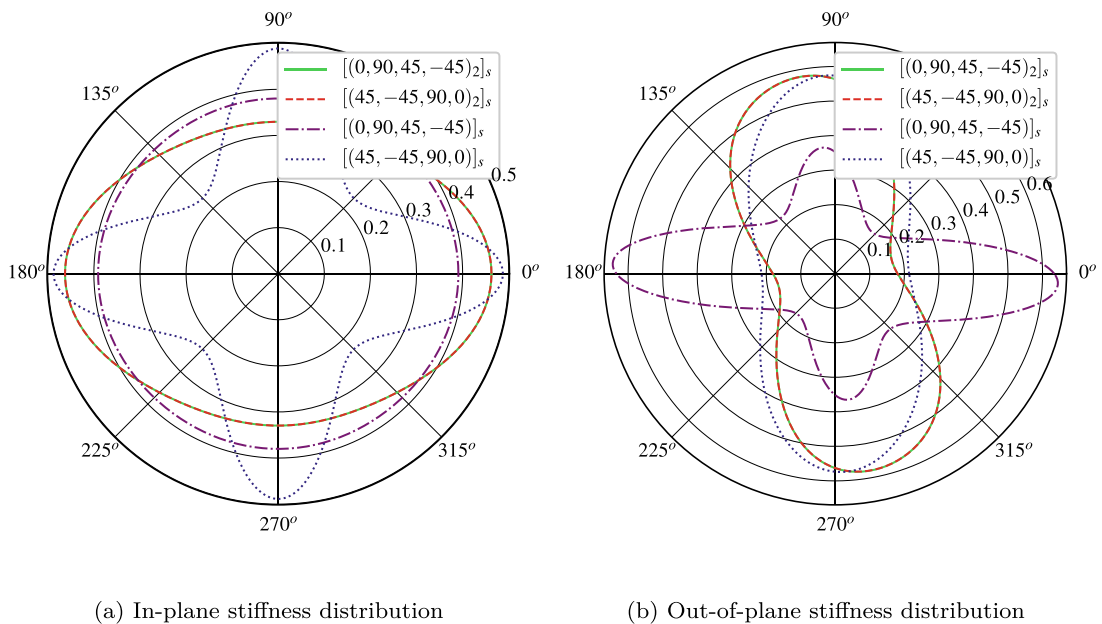 90°
135°
180°
225°
270°
315°
0°
0.1
0.2
0.3
0.4
0.5
[(0, 90, 45, −45)₂]ₛ
[(45, −45, 90, 0)₂]ₛ
[(0, 90, 45, −45)]ₛ
[(45, −45, 90, 0)]ₛ
(a) In-plane stiffness distribution
90°
135°
180°
225°
270°
315°
0°
0.1
0.2
0.3
0.4
0.5
0.6
[(0, 90, 45, −45)₂]ₛ
[(45, −45, 90, 0)₂]ₛ
[(0, 90, 45, −45)]ₛ
[(45, −45, 90, 0)]ₛ
(b) Out-of-plane stiffness distribution